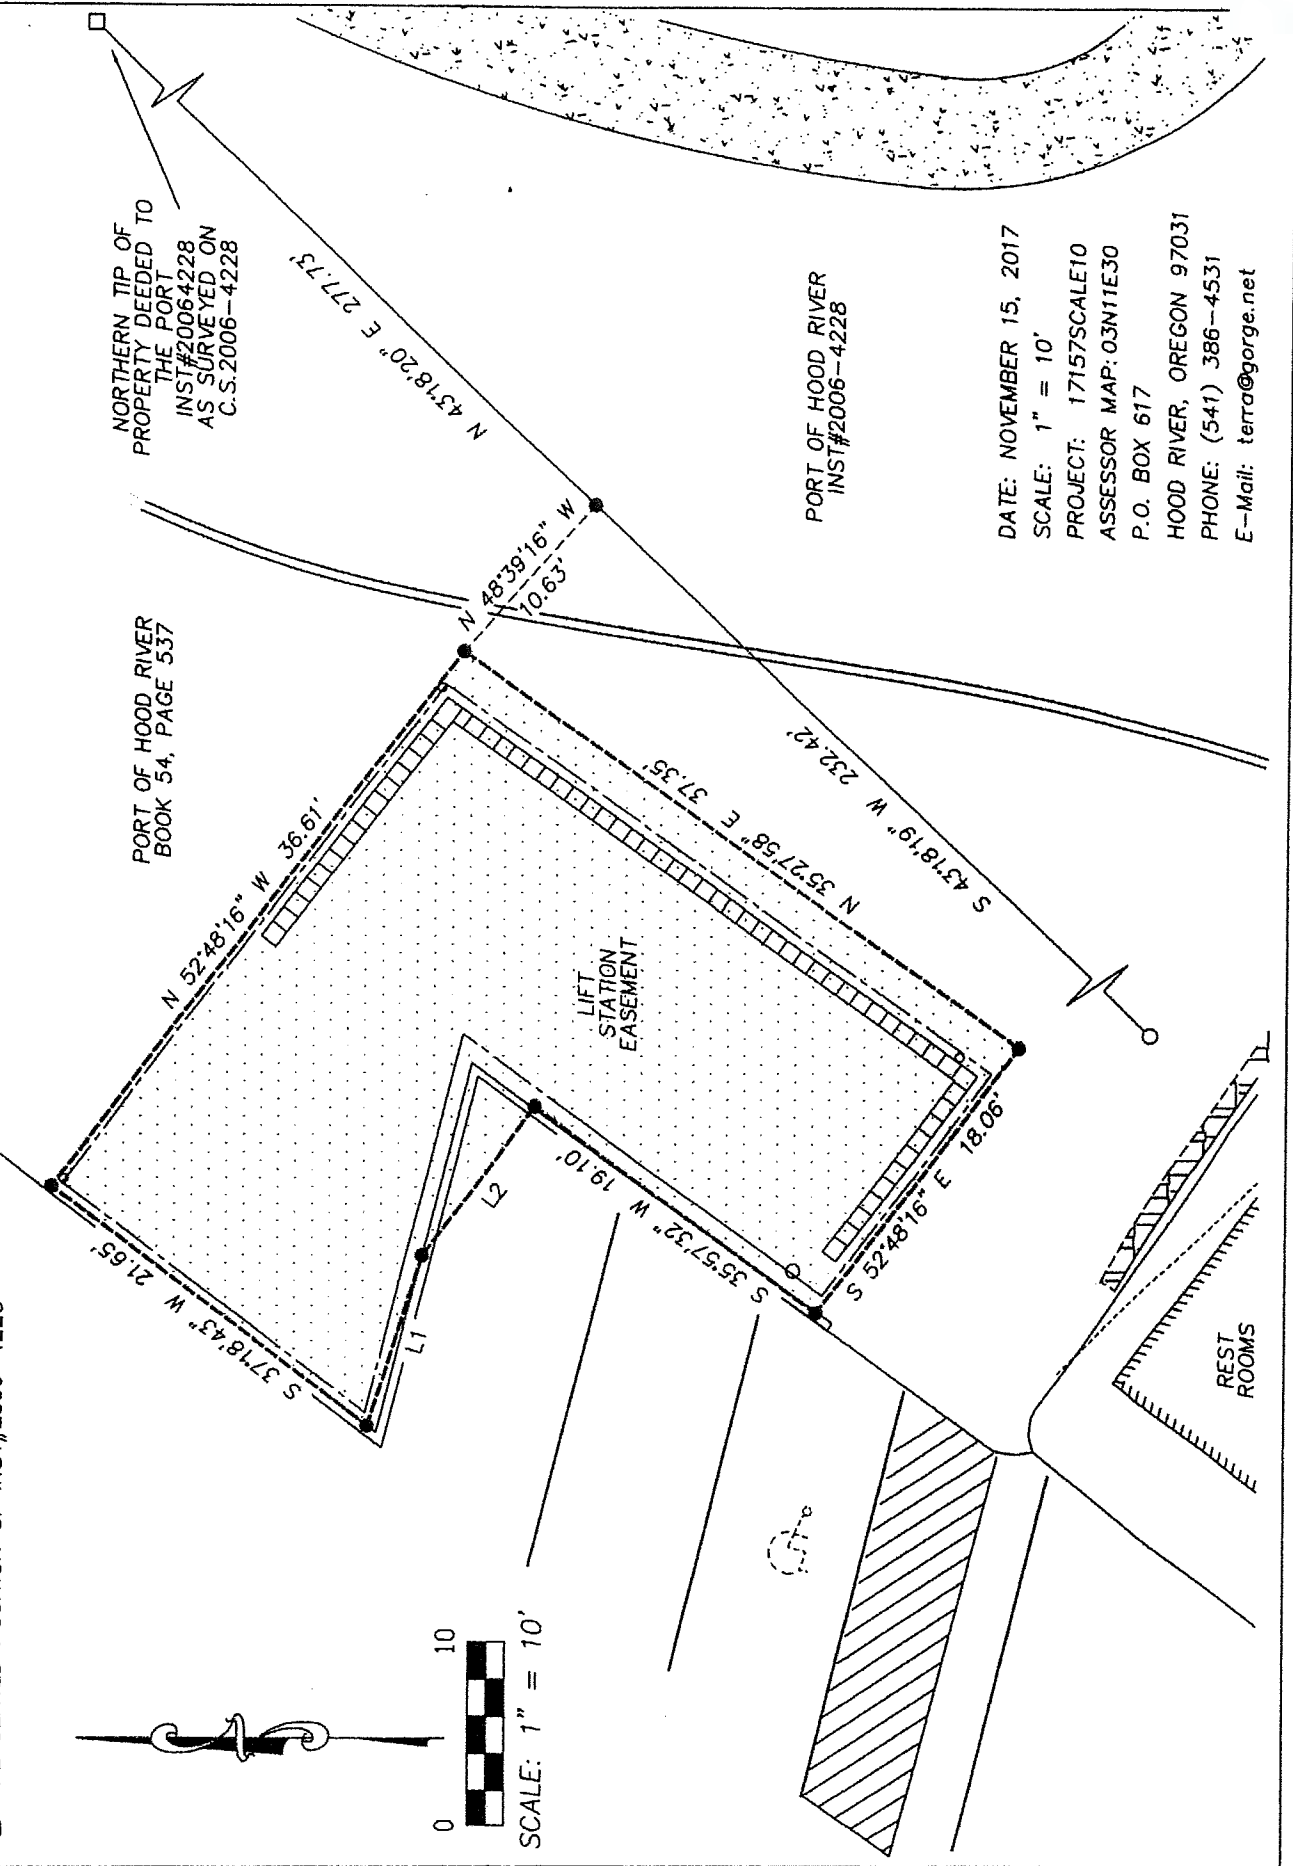 NORTHERN TIP OF
PROPERTY DEEDED TO
THE PORT
INST#20064228
AS SURVEYED ON
C.S.2006-4228
N 43°18'20" E 277.73'
PORT OF HOOD RIVER
BOOK 54, PAGE 537
N 48°39'16" W
10.63'
PORT OF HOOD RIVER
INST#2006-4228
N 52°48'16" W 36.61'
N 35°27'58" E 37.35'
S 43°18'19" W 232.42'
LIFT
STATION
EASEMENT
S 37°18'43" W 21.65'
L1
L2
S 35°57'32" W 19.10'
S 52°48'16" E 18.06'
REST
ROOMS
0 10
SCALE: 1" = 10'
DATE: NOVEMBER 15, 2017
SCALE: 1" = 10'
PROJECT: 17157SCALE10
ASSESSOR MAP: 03N11E30
P.O. BOX 617
HOOD RIVER, OREGON 97031
PHONE: (541) 386-4531
E-Mail: terra@gorge.net